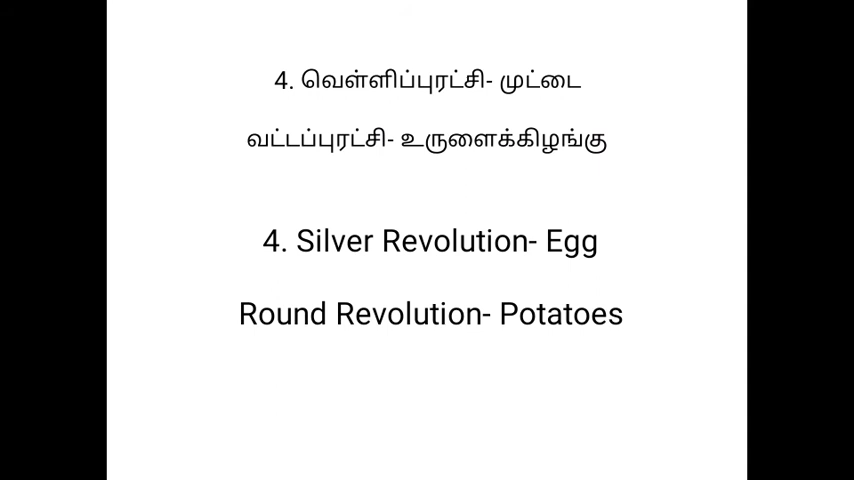 4. வெள்ளிப்புரட்சி- முட்டை
வட்டப்புரட்சி- உருளைக்கிழங்கு
4. Silver Revolution- Egg
Round Revolution- Potatoes